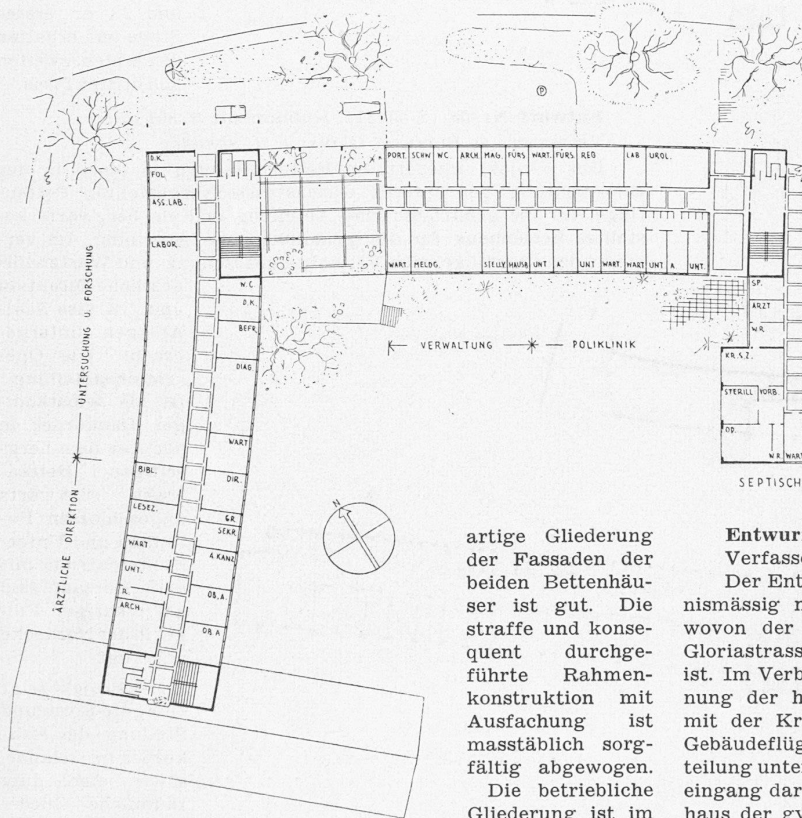 D.K.
FOL.
ASS.LAB.
LABOR.
W.C.
D.K.
BEFR.
DIAG.
WART.
DIR.
GR.
SEKR.
A.KANZ.
OB.A.
OB.A.
BIBL.
LESEZ.
WART.
UNT.
R.
ARCH.
UNTERSUCHUNG U. FORSCHUNG
ÄRZTLICHE DIREKTION
PORT. SCHW. W.C. ARCH. MAG. FÜRS. WART. FÜRS. REG. LAB. UROL.
WART. MELDG. STELLV. HAUSB. UNT. A. UNT. WART. WART. UNT. A. UNT.
VERWALTUNG POLIKLINIK
P
SP.
ARZT
W.R.
KR.S.Z.
STERILI. VORB.
OP.
W.R. WART
SEPTISCH
N
artige Gliederung
der Fassaden der
beiden Bettenhäu-
ser ist gut. Die
straffe und konse-
quent durchge-
führte Rahmen-
konstruktion mit
Ausfachung ist
masstäblich sorg-
fältig abgewogen.
Die betriebliche
Gliederung ist im
Entwur
Verfasse
Der Ent
nismässig n
wovon der
Gloriastrass
ist. Im Verb
nung der h
mit der Kr
Gebäudeflüg
teilung unte
eingang dar
haus der gy